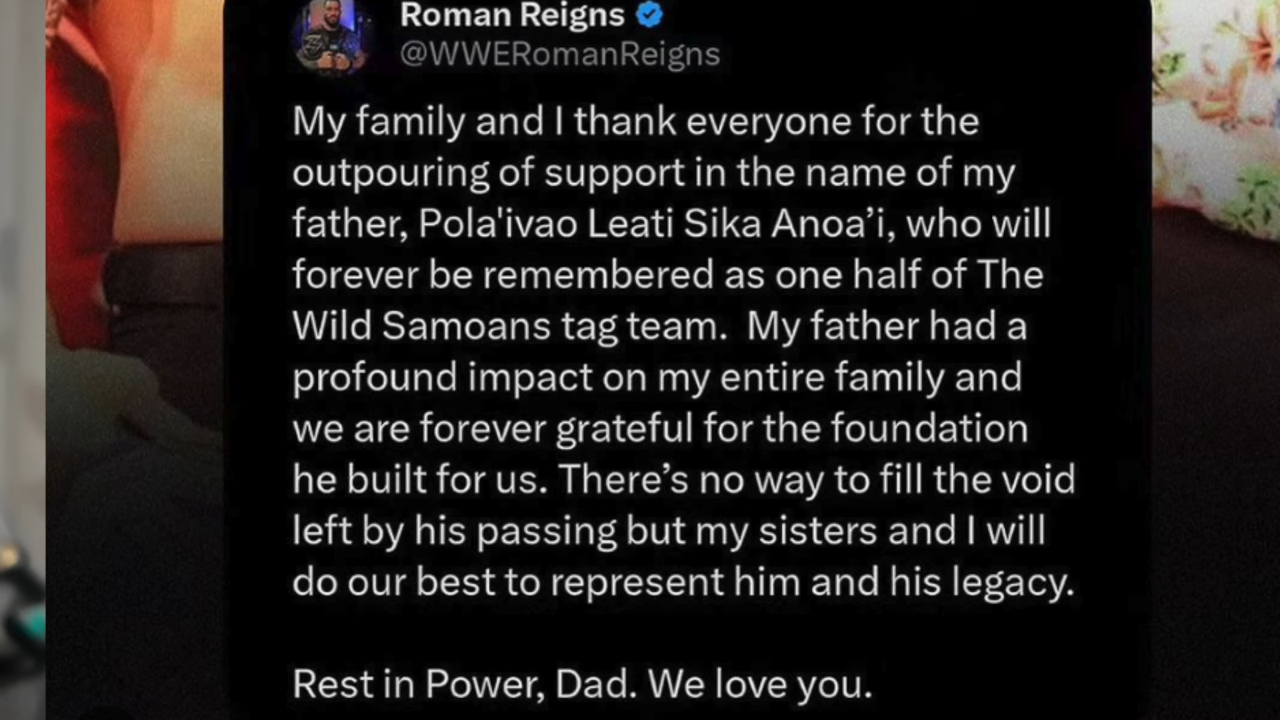 Roman Reigns
@WWERomanReigns
My family and I thank everyone for the
outpouring of support in the name of my
father, Pola'ivao Leati Sika Anoa’i, who will
forever be remembered as one half of The
Wild Samoans tag team.  My father had a
profound impact on my entire family and
we are forever grateful for the foundation
he built for us. There’s no way to fill the void
left by his passing but my sisters and I will
do our best to represent him and his legacy.
Rest in Power, Dad. We love you.